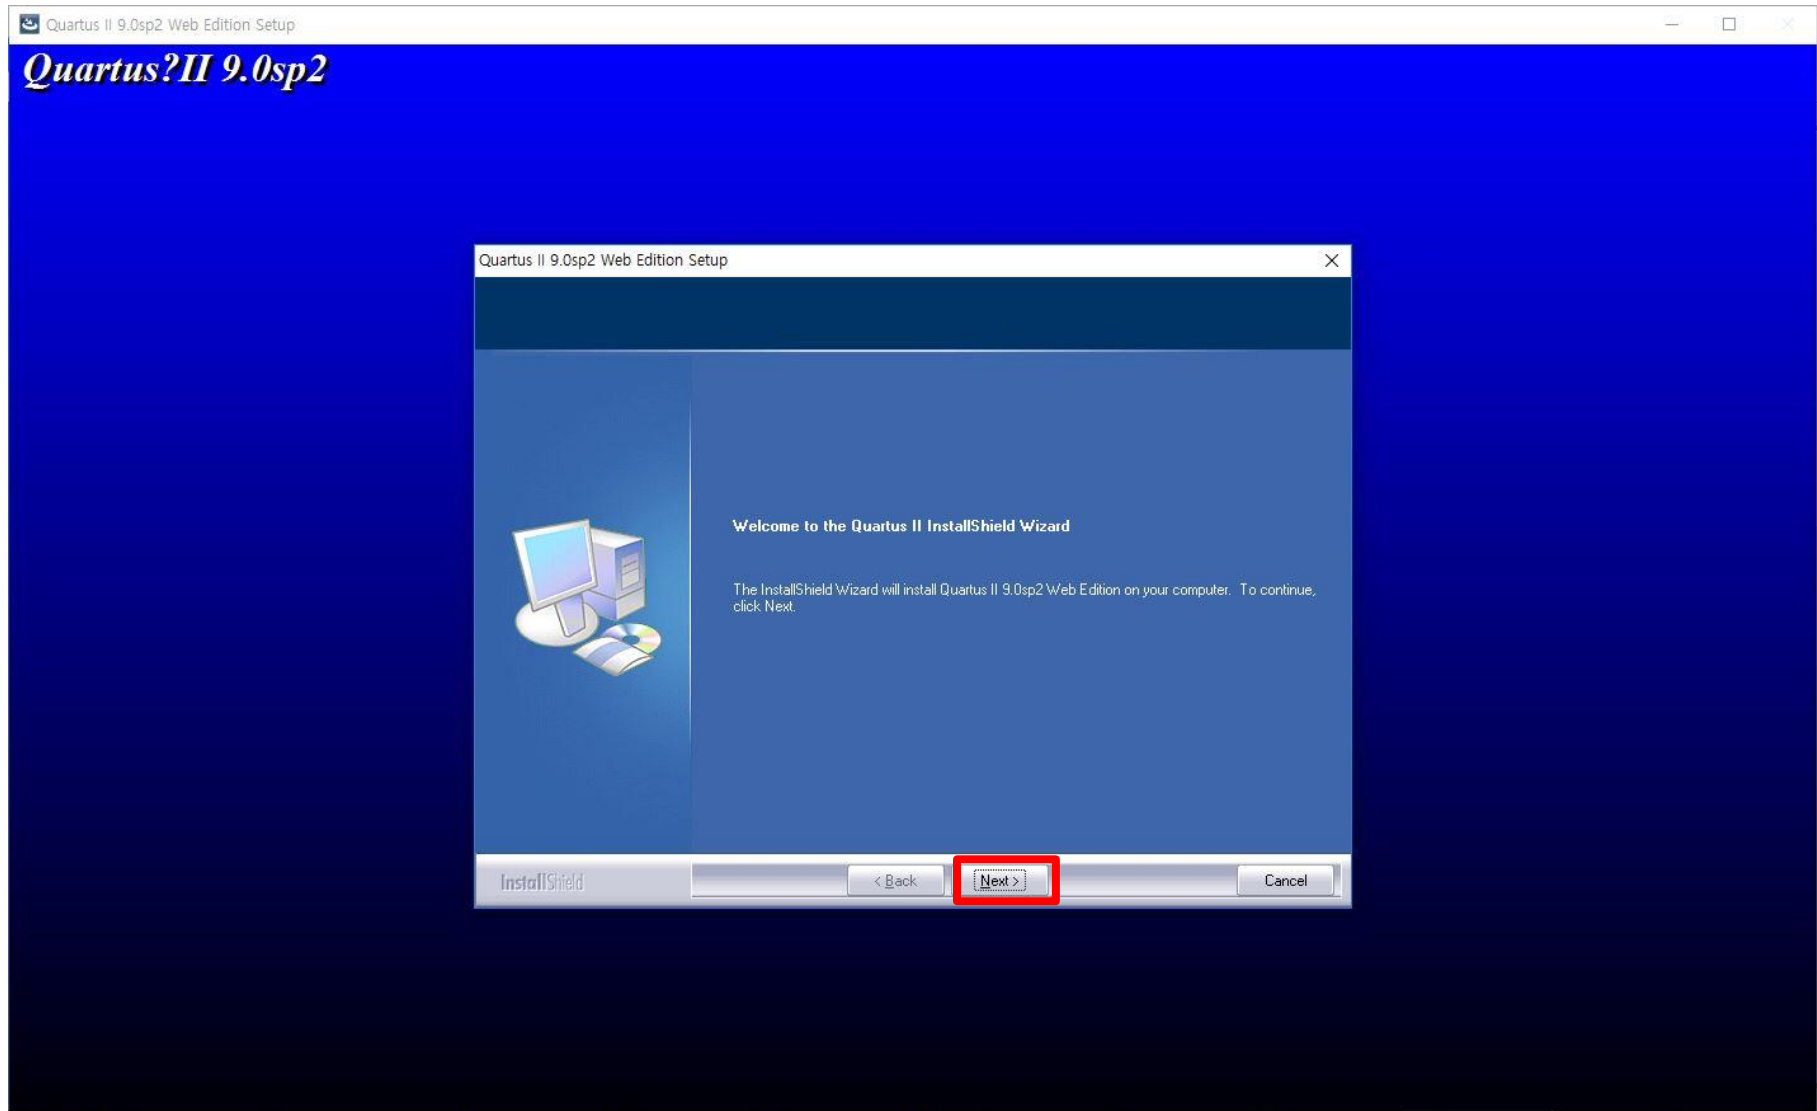 Quartus II 9.0sp2 Web Edition Setup
Quartus?II 9.0sp2
Quartus II 9.0sp2 Web Edition Setup
Welcome to the Quartus II InstallShield Wizard
The InstallShield Wizard will install Quartus II 9.0sp2 Web Edition on your computer. To continue,
click Next.
InstallShield
< Back
Next >
Cancel